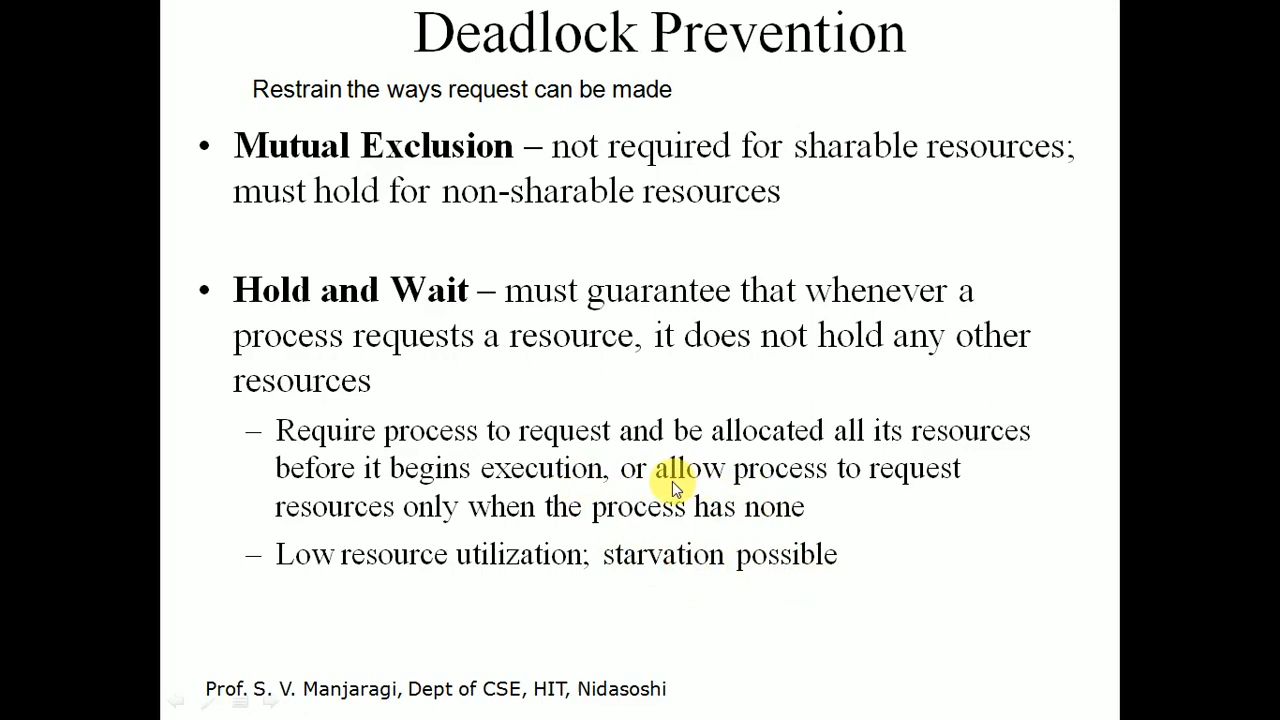 Deadlock Prevention
Restrain the ways request can be made
• Mutual Exclusion – not required for sharable resources;
must hold for non-sharable resources
• Hold and Wait – must guarantee that whenever a
process requests a resource, it does not hold any other
resources
– Require process to request and be allocated all its resources
before it begins execution, or allow process to request
resources only when the process has none
– Low resource utilization; starvation possible
Prof. S. V. Manjaragi, Dept of CSE, HIT, Nidasoshi